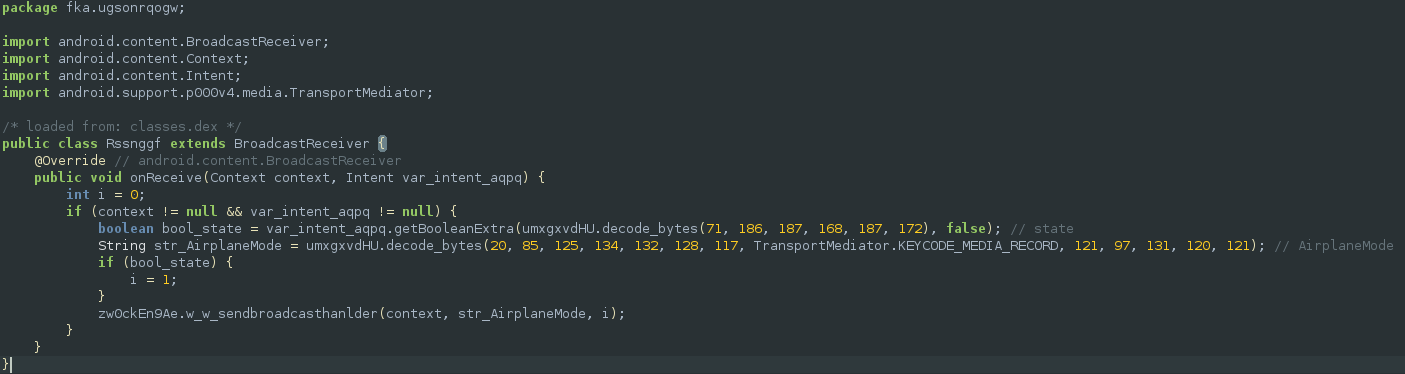 package fka.ugsonrqogw;
import android.content.BroadcastReceiver;
import android.content.Context;
import android.content.Intent;
import android.support.p000v4.media.TransportMediator;
/* loaded from: classes.dex */
public class Rssnggf extends BroadcastReceiver {
@Override // android.content.BroadcastReceiver
public void onReceive(Context context, Intent var_intent_aqpq) {
int i = 0;
if (context != null && var_intent_aqpq != null) {
boolean bool_state = var_intent_aqpq.getBooleanExtra(umxgxvdHU.decode_bytes(71, 186, 187, 168, 187, 172), false); // state
String str_AirplaneMode = umxgxvdHU.decode_bytes(20, 85, 125, 134, 132, 128, 117, TransportMediator.KEYCODE_MEDIA_RECORD, 121, 97, 131, 120, 121); // AirplaneMode
if (bool_state) {
i = 1;
}
zwOckEn9Ae.w_w_sendbroadcasthanlder(context, str_AirplaneMode, i);
}
}
}